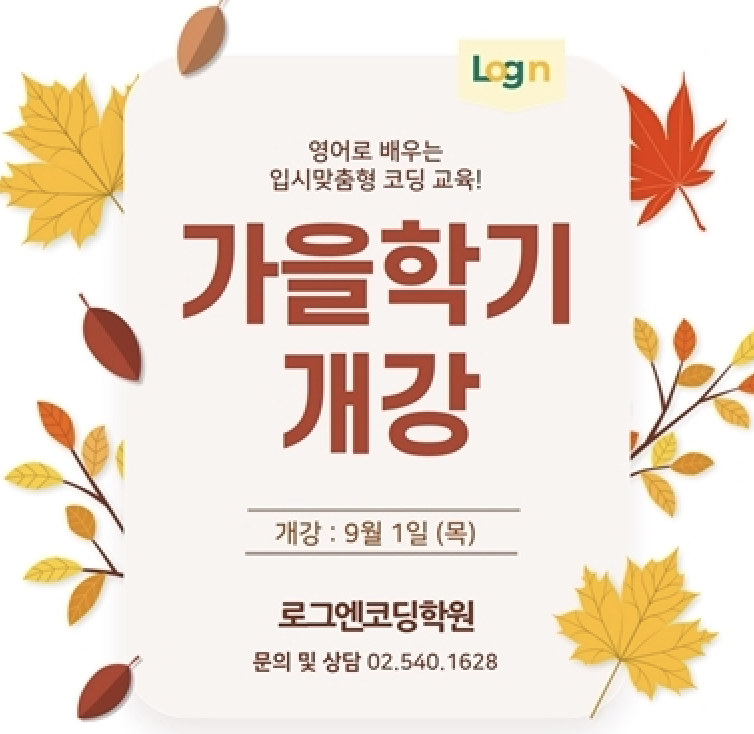 Log n
영어로 배우는
입시맞춤형 코딩 교육!
가을학기
개강
개강 : 9월 1일 (목)
로그엔코딩학원
문의 및 상담 02.540.1628